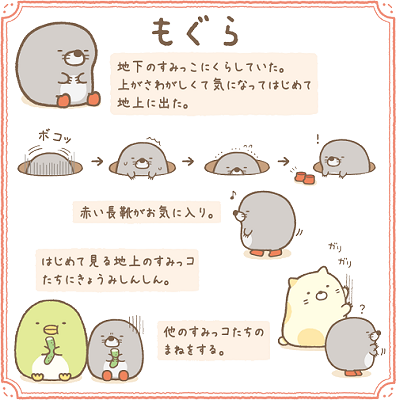 もぐら
地下のすみっこにくらしていた。
上がさわがしくて気になってはじめて
地上に出た。
ボコッ
!
♪
赤い長靴がお気に入り。
はじめて見る地上のすみっコ
たちにきょうみしんしん。
ガリ
ガリ
?
他のすみっコたちの
まねをする。